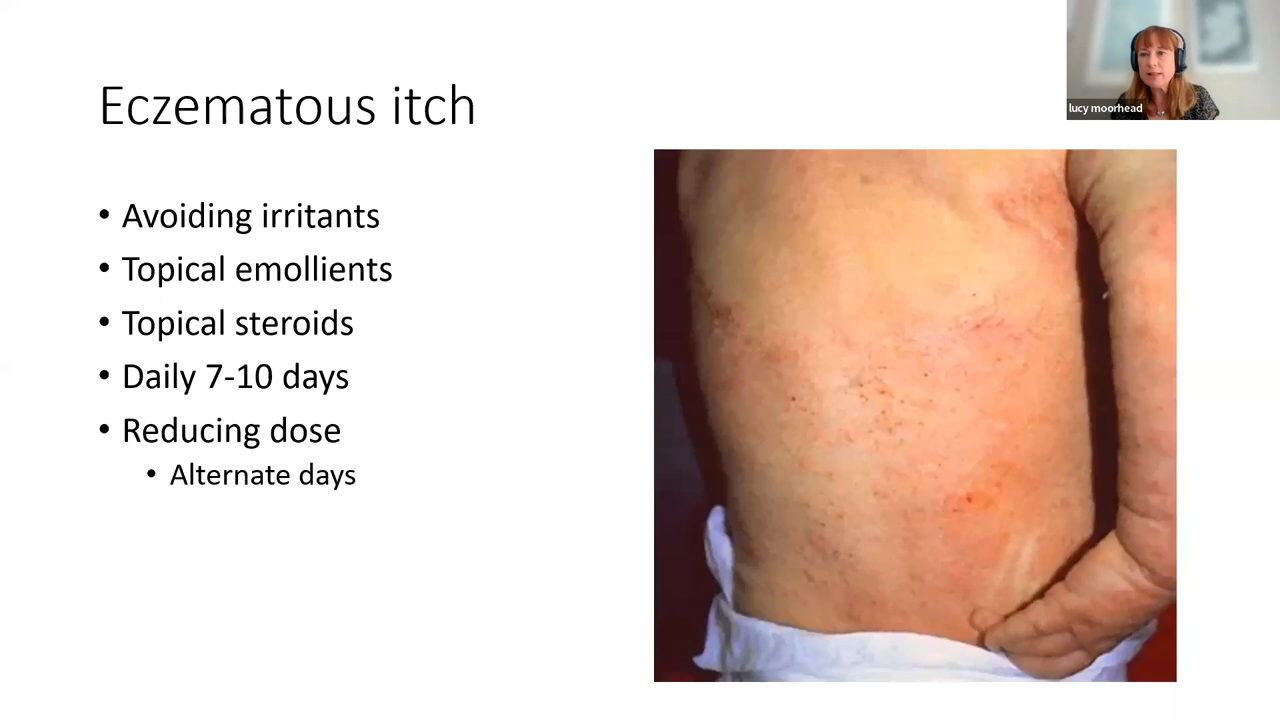 Eczematous itch
lucy moorhead
• Avoiding irritants
• Topical emollients
• Topical steroids
• Daily 7-10 days
• Reducing dose
• Alternate days